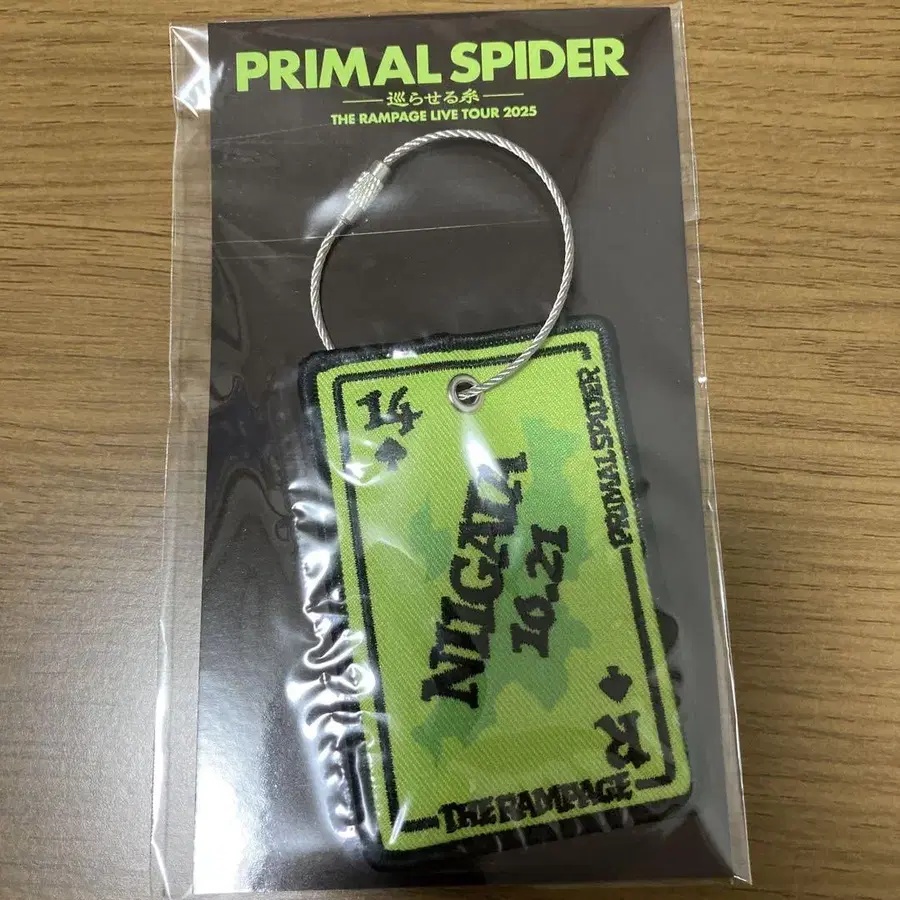 PRIMAL SPIDER
巡らせる糸
THE RAMPAGE LIVE TOUR 2025
14
PRIMAL SPIDER
NIIGATA
10.21
14
THE RAMPAGE